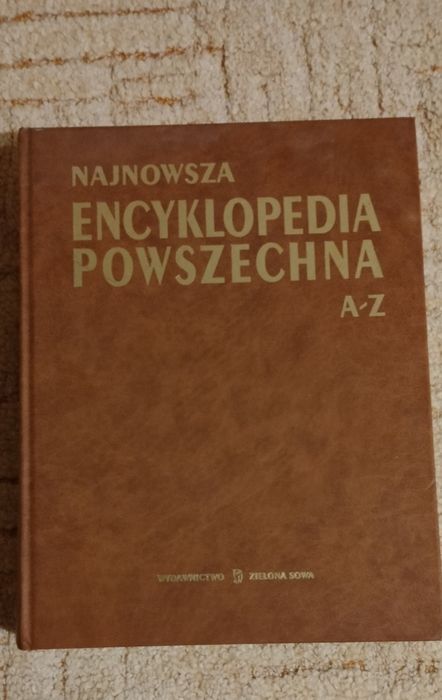 NAJNOWSZA
ENCYKLOPEDIA
POWSZECHNA
A-Z
WYDAWNICTWO ZIELONA SOWA